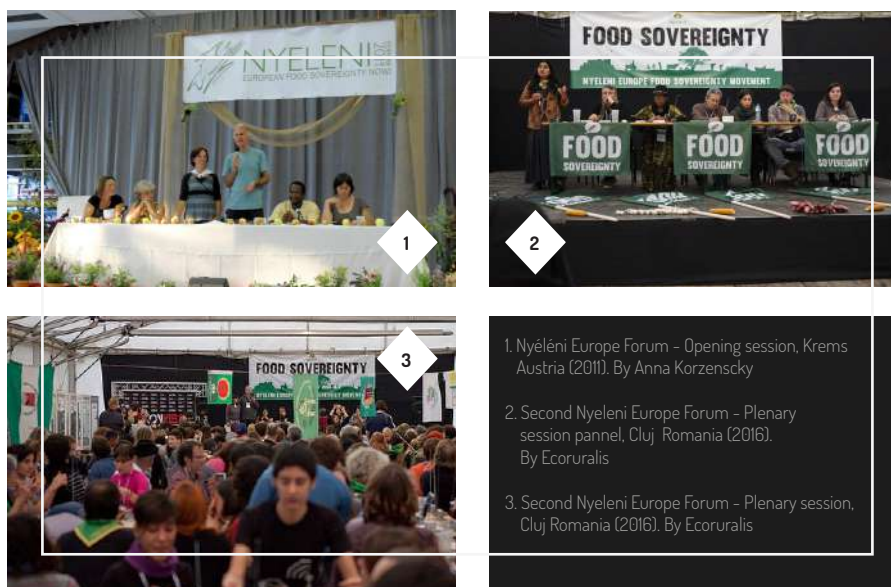 NYELENI
2011
EUROPEAN FOOD SOVEREIGNTY NOW!
1
FOOD SOVEREIGNTY
NYELENI EUROPE FOOD SOVEREIGNTY MOVEMENT
FOOD
SOVEREIGNTY
FOOD
SOVEREIGNTY
FOOD
SOVEREIGNTY
2
FOOD SOVEREIGNTY
3
1. Nyéléni Europe Forum - Opening session, Krems
Austria (2011). By Anna Korzenscky
2. Second Nyeleni Europe Forum - Plenary
session pannel, Cluj Romania (2016).
By Ecoruralis
3. Second Nyeleni Europe Forum - Plenary session,
Cluj Romania (2016). By Ecoruralis